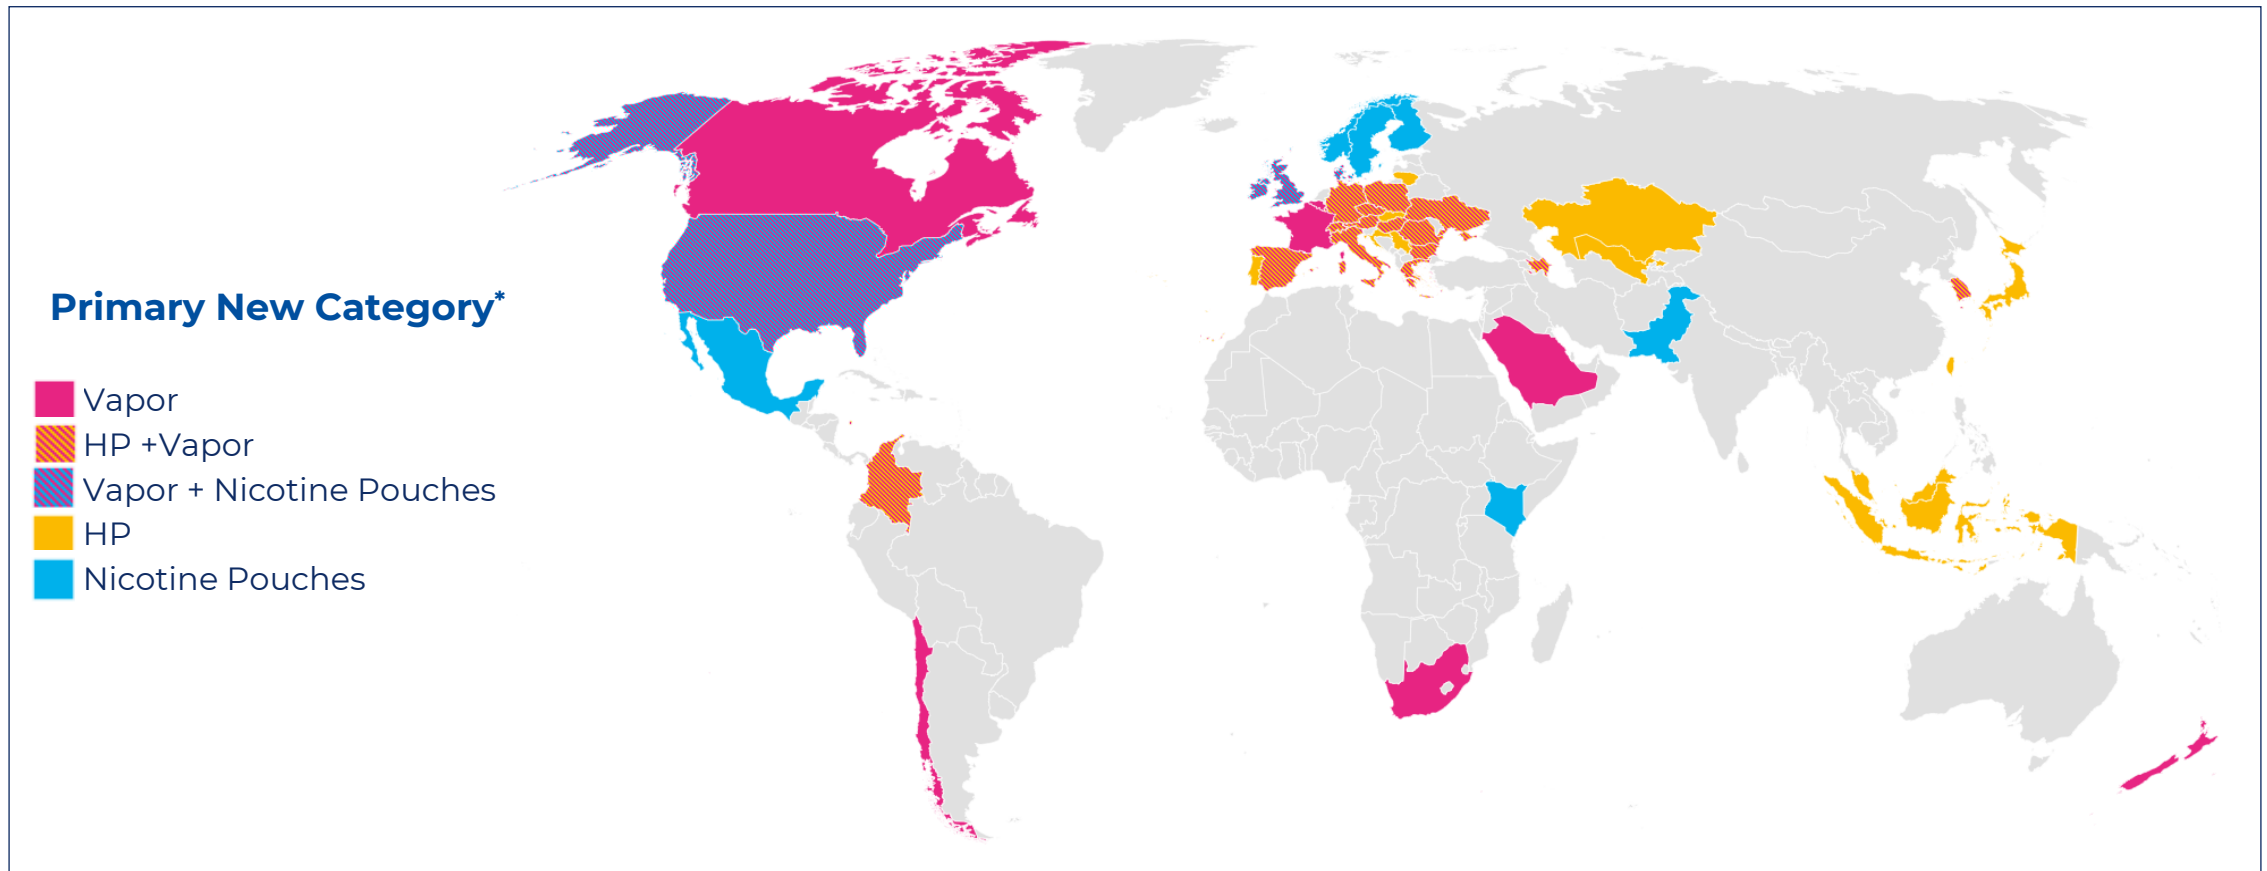 Primary New Category*
Vapor
HP +Vapor
Vapor + Nicotine Pouches
HP
Nicotine Pouches